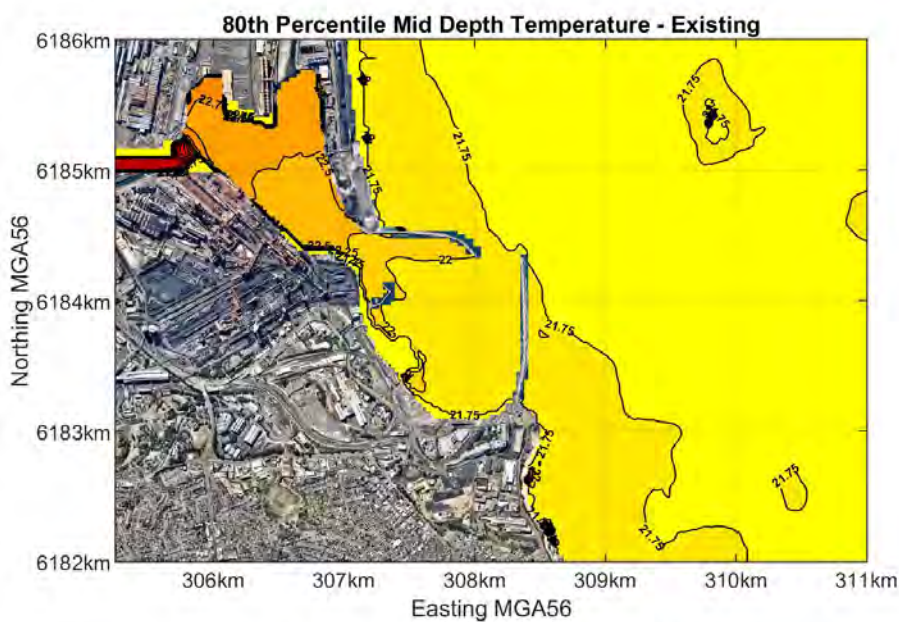 80th Percentile Mid Depth Temperature - Existing
6186km
6185km
6184km
6183km
6182km
Northing MGA56
306km
307km
308km
309km
310km
311km
Easting MGA56
21.75
21.75
21.75
22.5
21.75
22
22.5
21.75
21.75
21.75
21.75
21.75